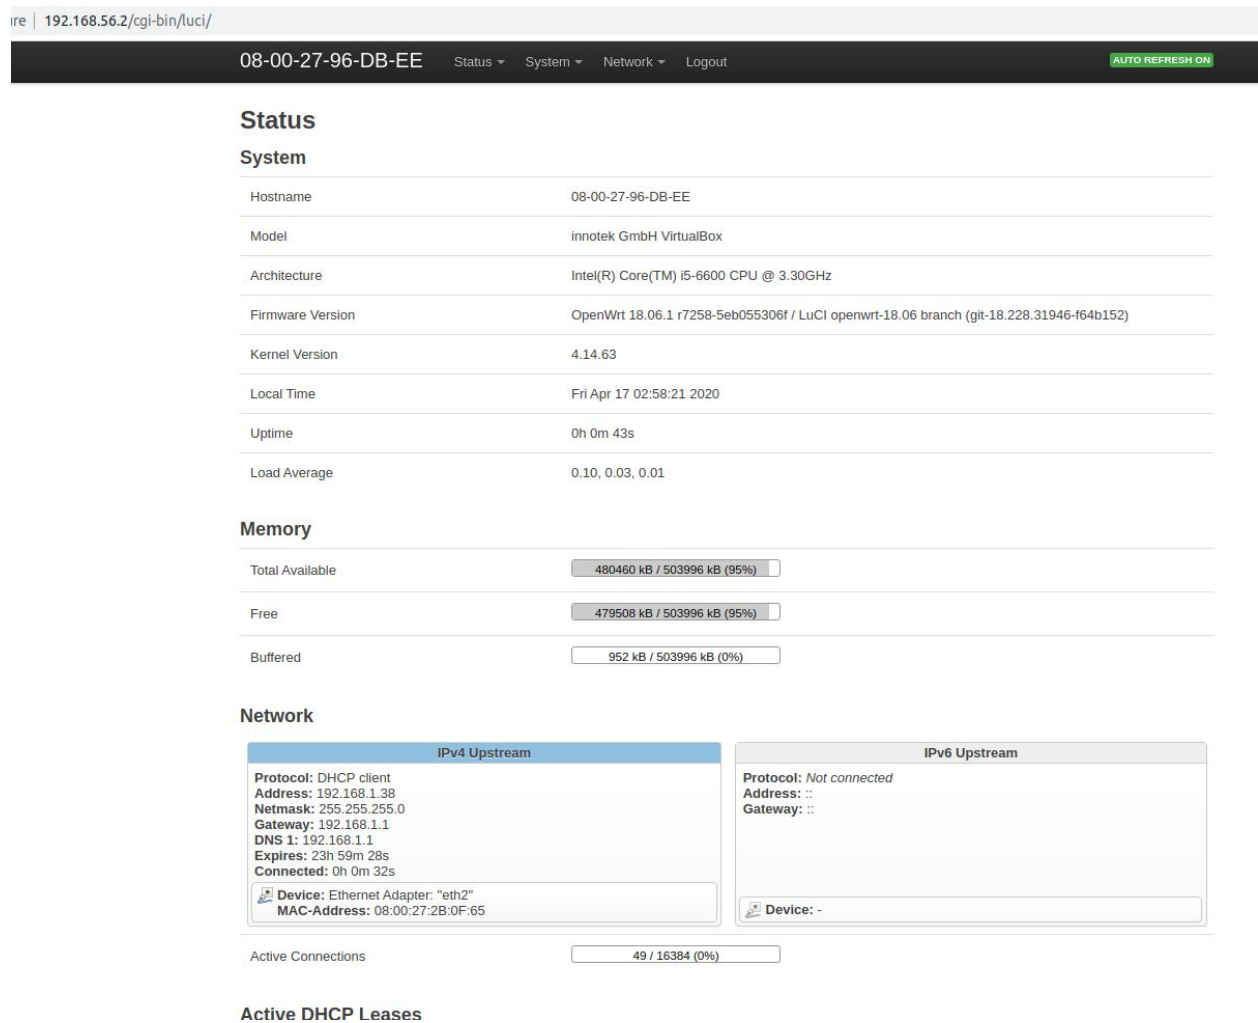 re | 192.168.56.2/cgi-bin/luci/
08-00-27-96-DB-EE Status System Network Logout AUTO REFRESH ON
Status
System
Hostname 08-00-27-96-DB-EE
Model innotek GmbH VirtualBox
Architecture Intel(R) Core(TM) i5-6600 CPU @ 3.30GHz
Firmware Version OpenWrt 18.06.1 r7258-5eb055306f / LuCI openwrt-18.06 branch (git-18.228.31946-f64b152)
Kernel Version 4.14.63
Local Time Fri Apr 17 02:58:21 2020
Uptime 0h 0m 43s
Load Average 0.10, 0.03, 0.01
Memory
Total Available 480460 kB / 503996 kB (95%)
Free 479508 kB / 503996 kB (95%)
Buffered 952 kB / 503996 kB (0%)
Network
IPv4 Upstream
Protocol: DHCP client
Address: 192.168.1.38
Netmask: 255.255.255.0
Gateway: 192.168.1.1
DNS 1: 192.168.1.1
Expires: 23h 59m 28s
Connected: 0h 0m 32s
Device: Ethernet Adapter: "eth2"
MAC-Address: 08:00:27:2B:0F:65
IPv6 Upstream
Protocol: Not connected
Address: ::
Gateway: ::
Device: -
Active Connections 49 / 16384 (0%)
Active DHCP Leases